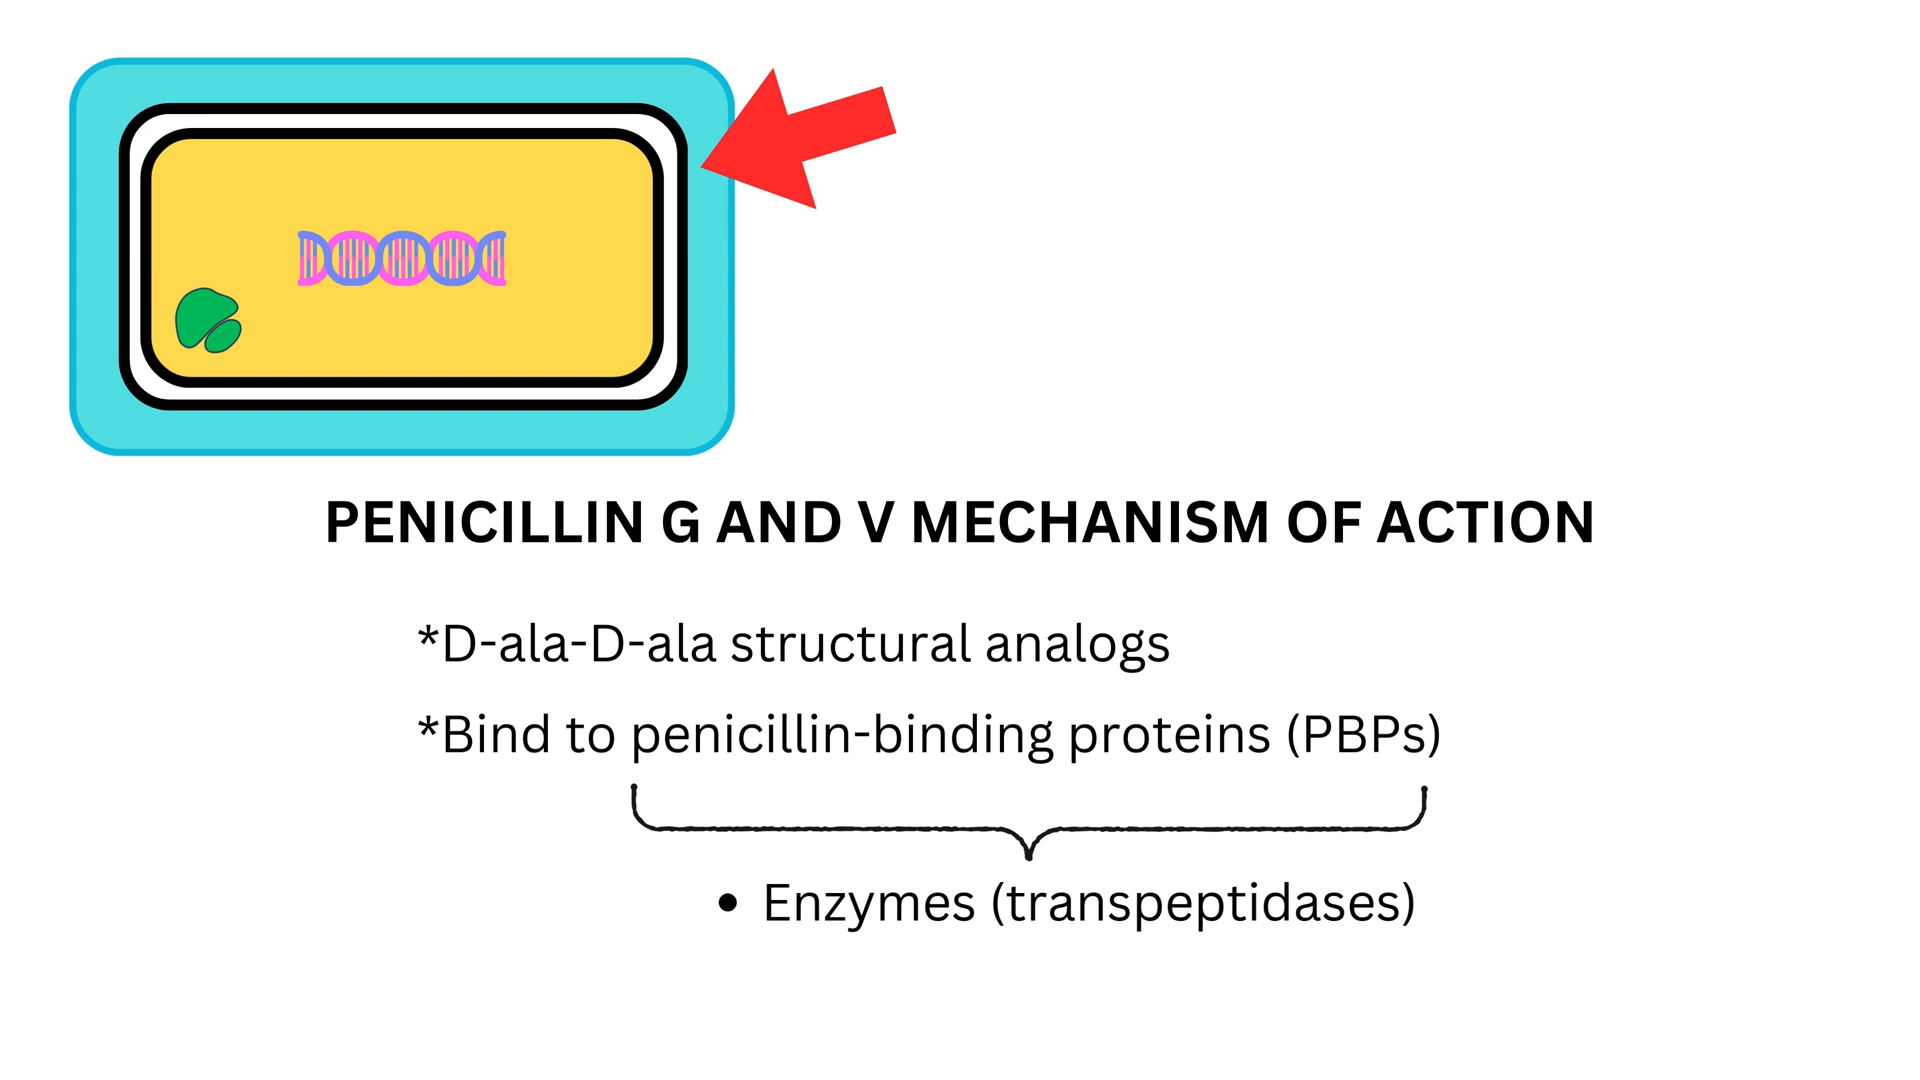 PENICILLIN G AND V MECHANISM OF ACTION
*D-ala-D-ala structural analogs
*Bind to penicillin-binding proteins (PBPs)
• Enzymes (transpeptidases)